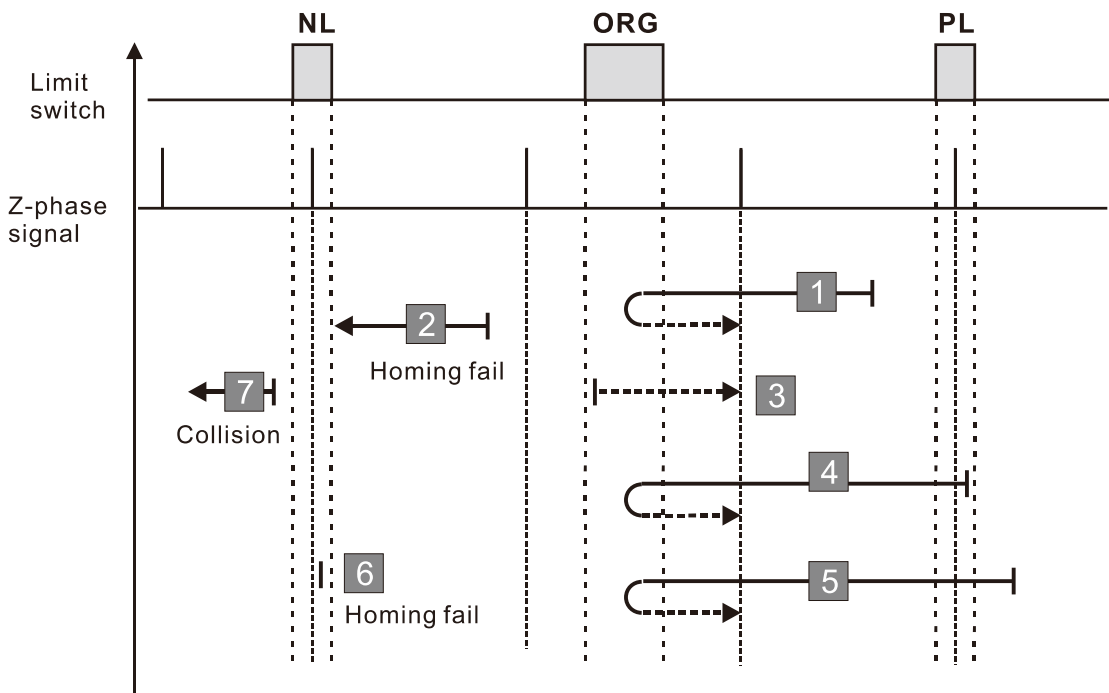 NL
ORG
PL
Limit
switch
Z-phase
signal
1
2
Homing fail
7
3
Collision
4
6
5
Homing fail